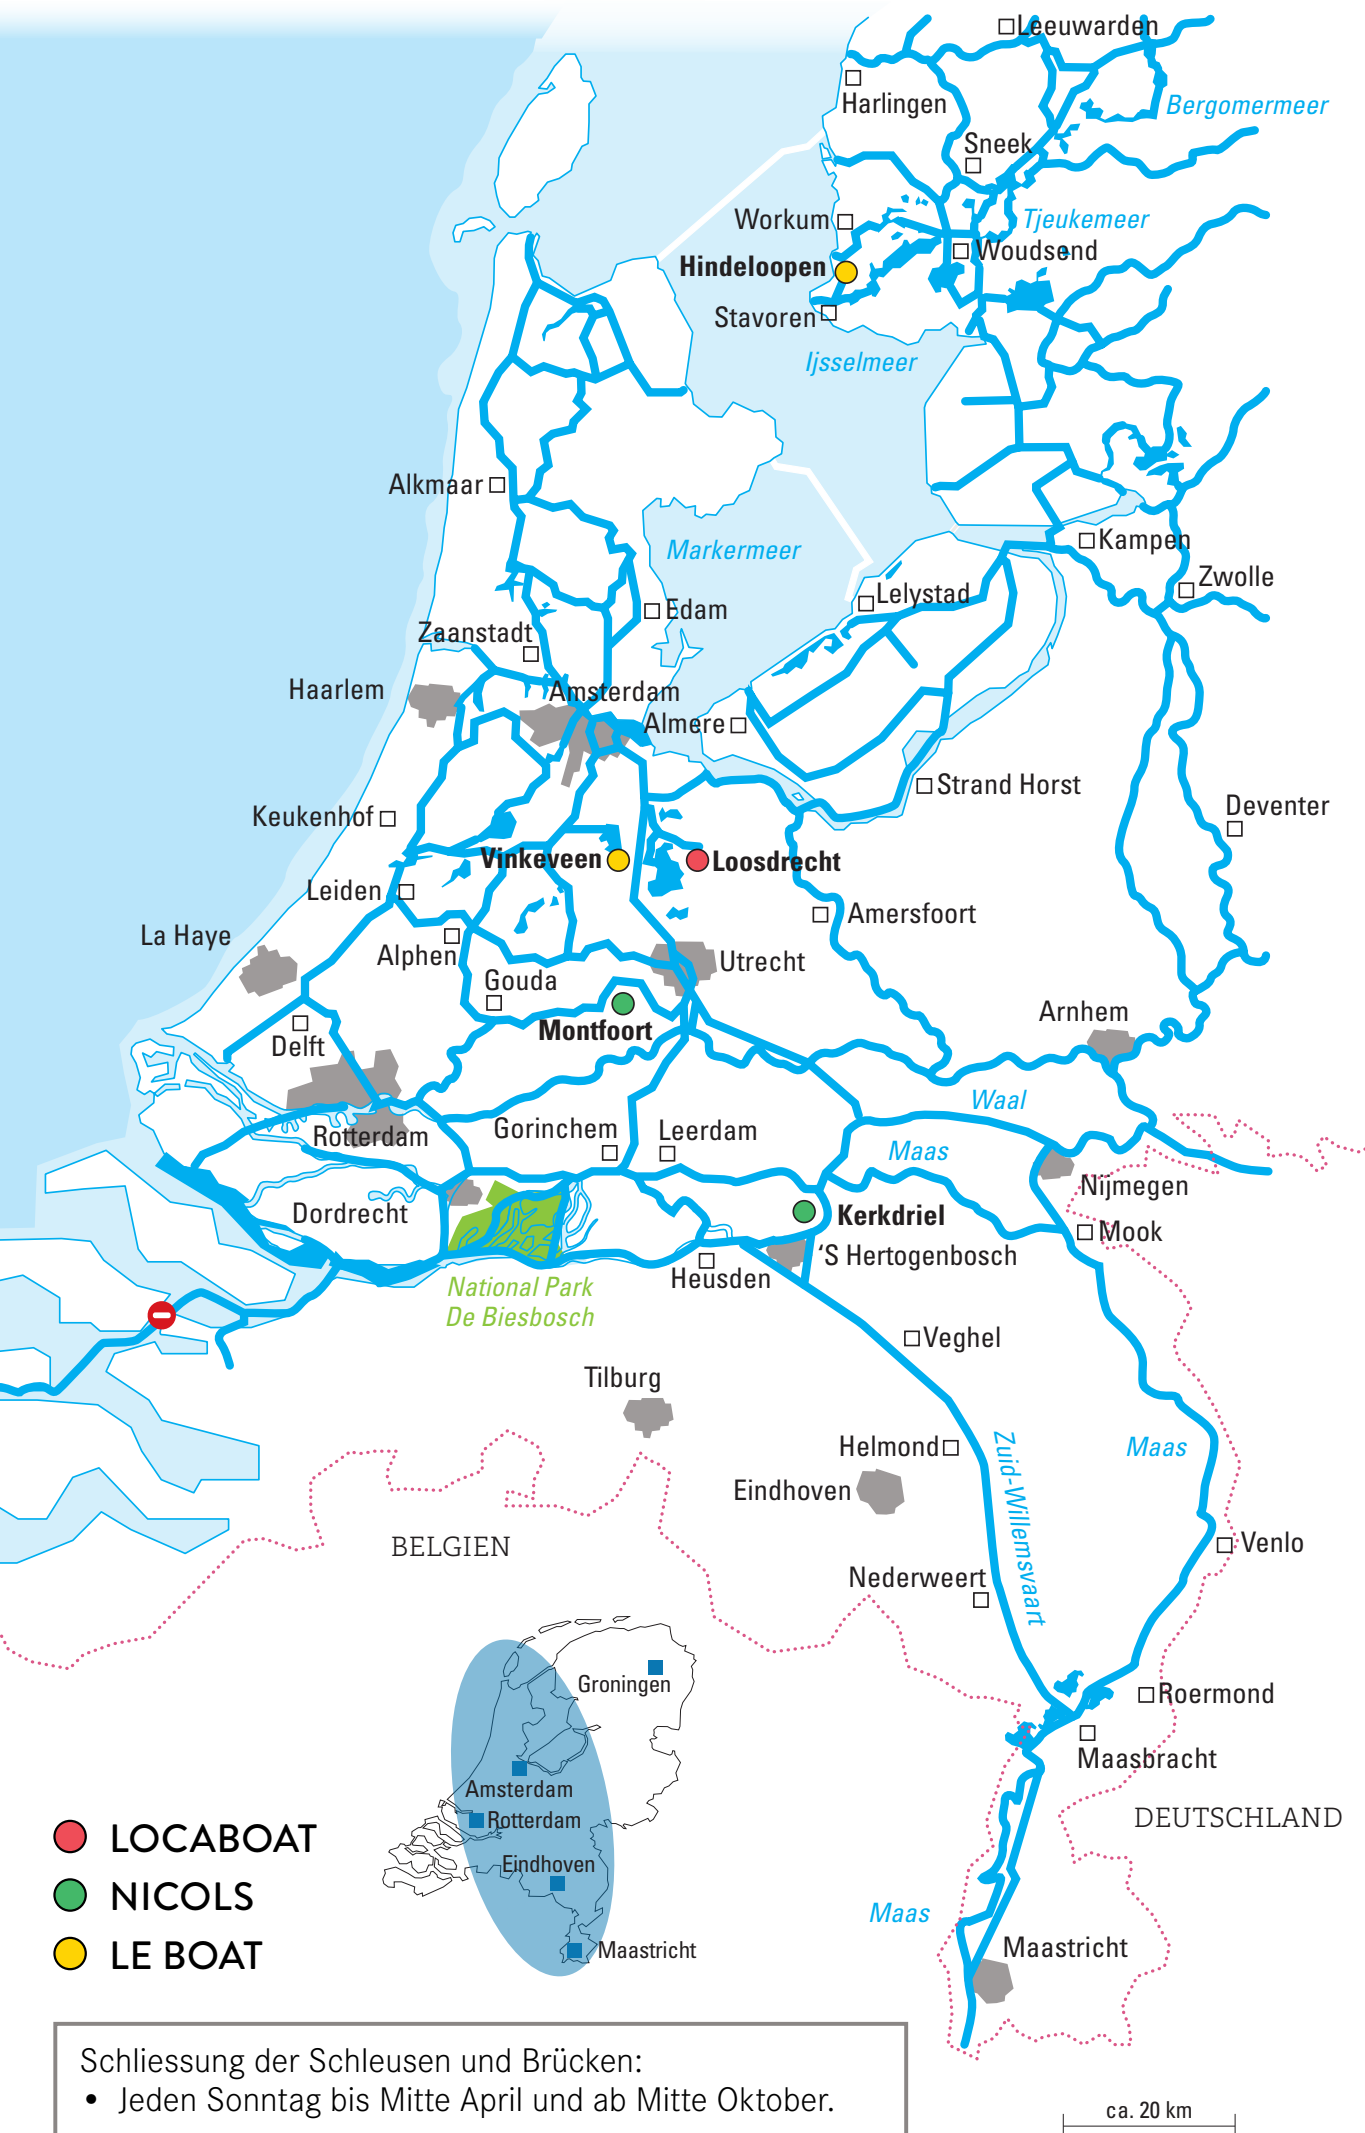 Leeuwarden
Harlingen
Bergomermeer
Sneek
Workum
Tjeukemeer
Woudsend
Hindeloopen
Stavoren
Ijsselmeer
Alkmaar
Kampen
Markermeer
Zwolle
Lelystad
Edam
Zaanstadt
Haarlem
Amsterdam
Almere
Strand Horst
Deventer
Keukenhof
Vinkeveen
Loosdrecht
Leiden
Amersfoort
La Haye
Alphen
Utrecht
Gouda
Arnhem
Montfoort
Delft
Waal
Rotterdam
Gorinchem
Leerdam
Maas
Nijmegen
Dordrecht
Kerkdriel
Mook
‘S Hertogenbosch
Heusden
National Park
De Biesbosch
Veghel
Tilburg
Helmond
Zuid-Willemsvaart
Maas
Eindhoven
BELGIEN
Venlo
Nederweert
Groningen
Roermond
Maasbracht
Amsterdam
Rotterdam
DEUTSCHLAND
LOCABOAT
Eindhoven
NICOLS
Maas
Maastricht
LE BOAT
Maastricht
Schliessung der Schleusen und Brücken:
• Jeden Sonntag bis Mitte April und ab Mitte Oktober.
ca. 20 km